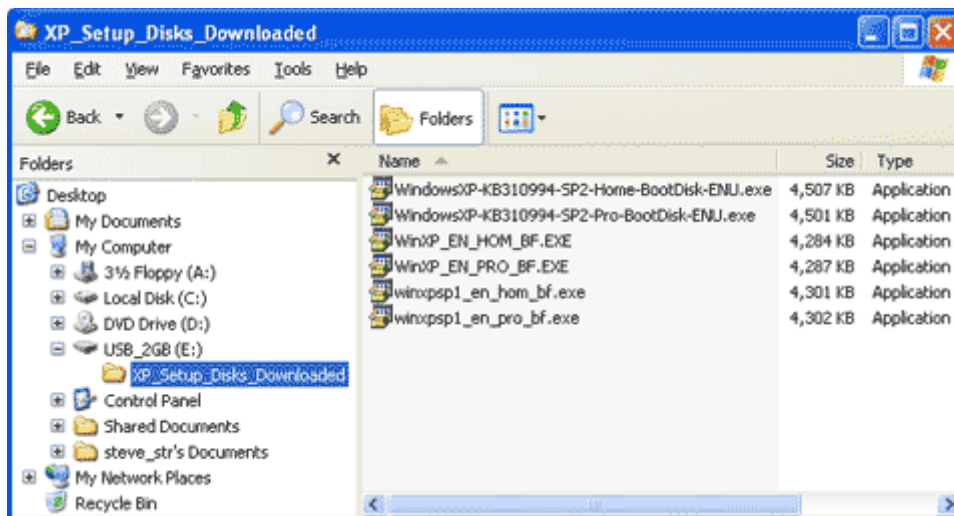 XP_Setup_Disks_Downloaded
File Edit View Favorites Tools Help
Back Search Folders
Folders
Desktop
My Documents
My Computer
3½ Floppy (A:)
Local Disk (C:)
DVD Drive (D:)
USB_2GB (E:)
XP_Setup_Disks_Downloaded
Control Panel
Shared Documents
steve_str's Documents
My Network Places
Recycle Bin
Name Size Type
WindowsXP-KB310994-SP2-Home-BootDisk-ENU.exe 4,507 KB Application
WindowsXP-KB310994-SP2-Pro-BootDisk-ENU.exe 4,501 KB Application
WinXP_EN_HOM_BF.EXE 4,284 KB Application
WinXP_EN_PRO_BF.EXE 4,287 KB Application
winxpsp1_en_hom_bf.exe 4,301 KB Application
winxpsp1_en_pro_bf.exe 4,302 KB Application